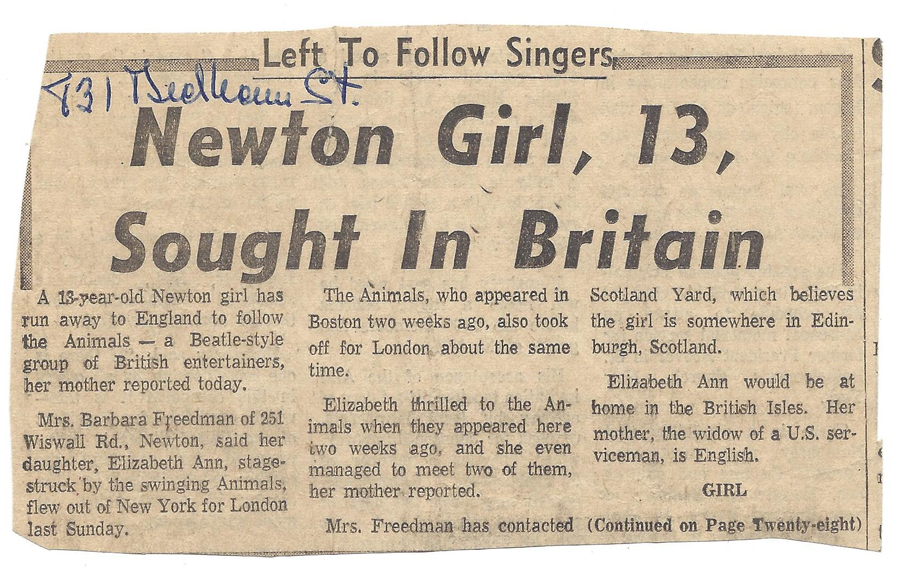 Left To Follow Singers
831 Dedham St.
Newton Girl, 13,
Sought In Britain
A 13-year-old Newton girl has
run away to England to follow
the Animals — a Beatle-style
group of British entertainers,
her mother reported today.
Mrs. Barbara Freedman of 251
Wiswall Rd., Newton, said her
daughter, Elizabeth Ann, stage-
struck by the swinging Animals,
flew out of New York for London
last Sunday.
The Animals, who appeared in
Boston two weeks ago, also took
off for London about the same
time.
Elizabeth thrilled to the An-
imals when they appeared here
two weeks ago, and she even
managed to meet two of them,
her mother reported.
Mrs. Freedman has contacted
Scotland Yard, which believes
the girl is somewhere in Edin-
burgh, Scotland.
Elizabeth Ann would be at
home in the British Isles. Her
mother, the widow of a U.S. ser-
viceman, is English.
GIRL
(Continued on Page Twenty-eight)